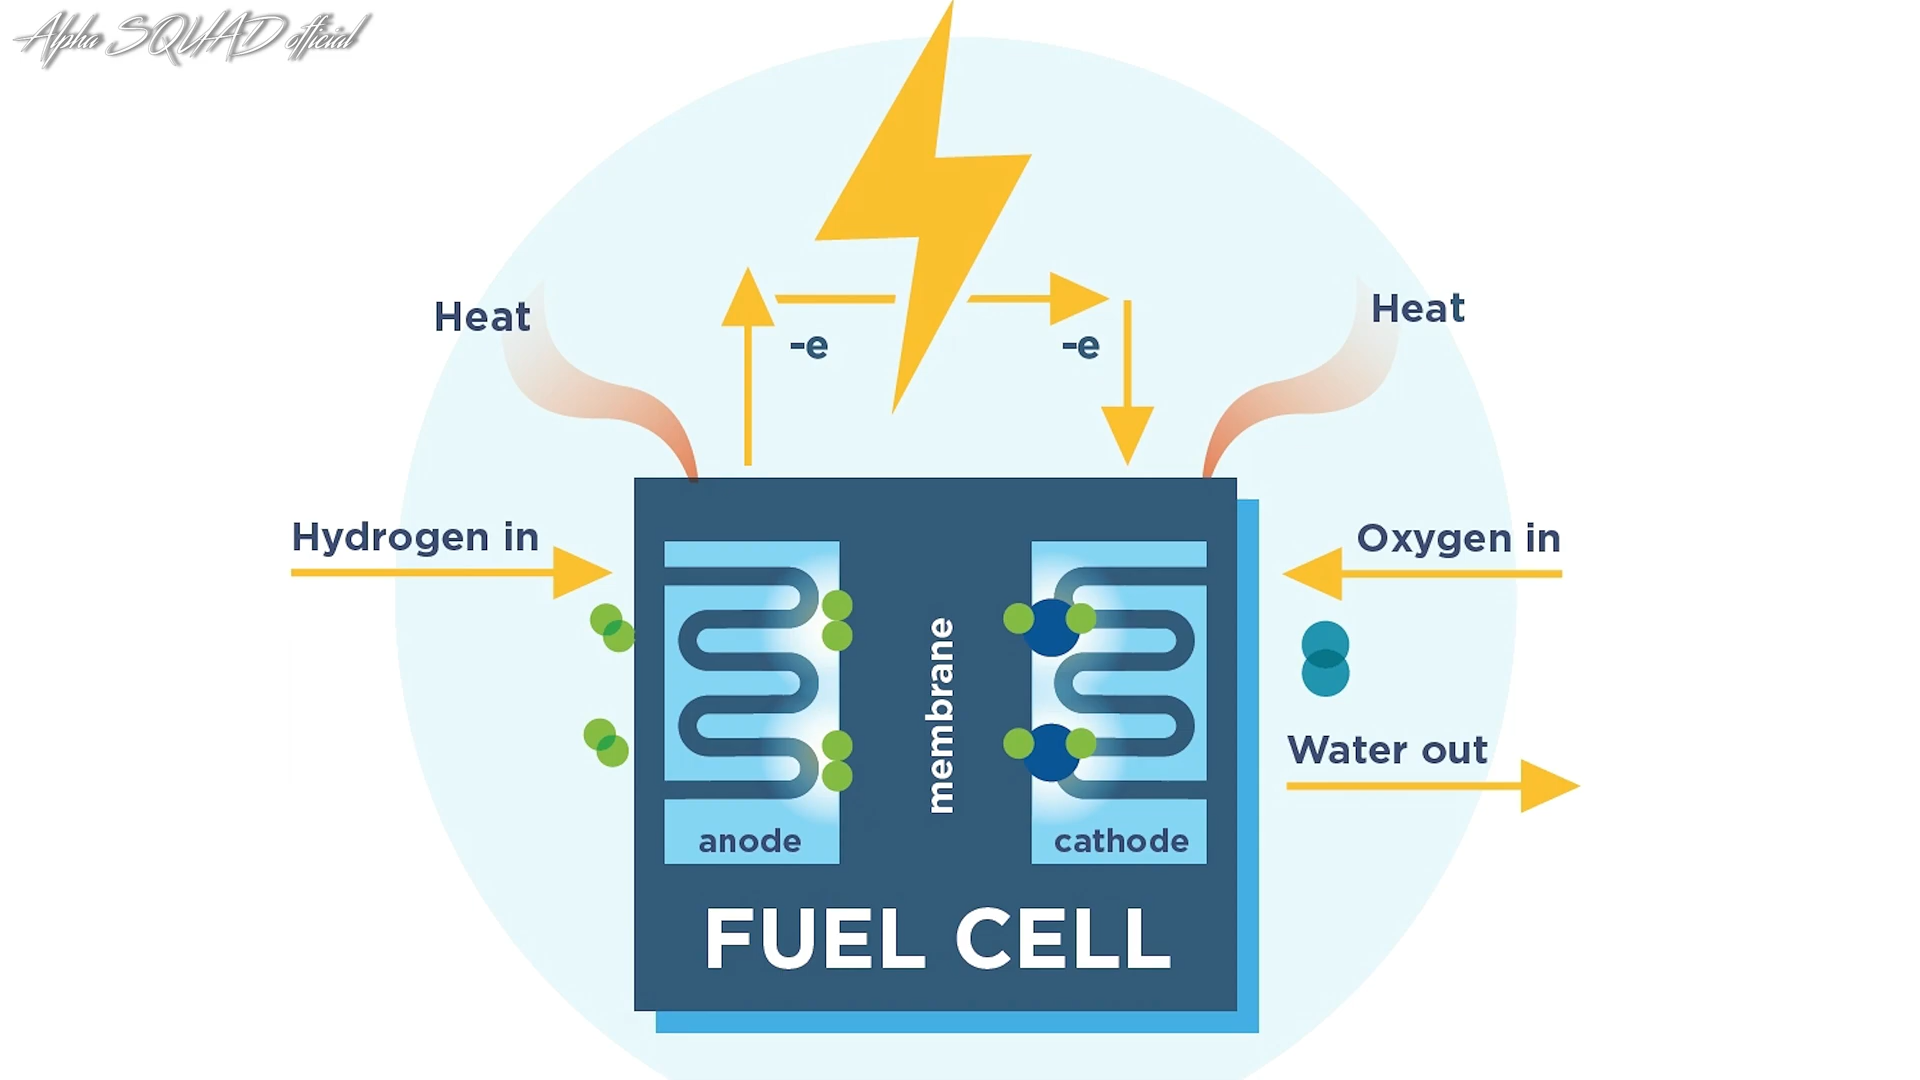 Alpha SQUAD official
Heat
Heat
-e
-e
Hydrogen in
Oxygen in
membrane
Water out
anode
cathode
FUEL CELL